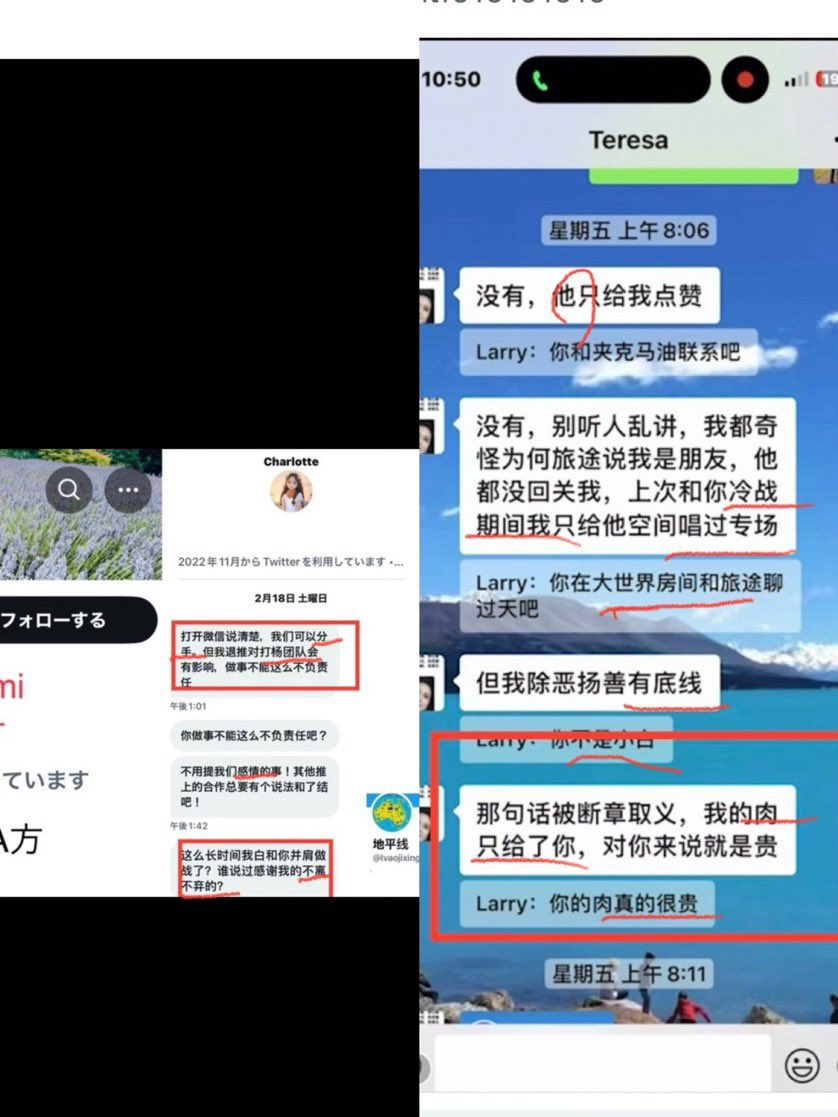 10:50
19
Teresa
星期五 上午 8:06
没有，他只给我点赞
Larry：你和夹克马油联系吧
没有，别听人乱讲，我都奇
怪为何旅途说我是朋友，他
都没回关我，上次和你冷战
期间我只给他空间唱过专场
Larry：你在大世界房间和旅途聊
过天吧
但我除恶扬善有底线
Larry：你不是小白
那句话被断章取义，我的肉
只给了你，对你来说就是贵
Larry：你的肉真的很贵
星期五 上午 8:11
フォローする
mi
ています
A方
Charlotte
2022年11月からTwitterを利用しています •...
2月18日 土曜日
打开微信说清楚，我们可以分
手。但我退推对打杨团队会
有影响，做事不能这么不负责
任
午後1:01
你做事不能这么不负责任吧？
不用提我们感情的事！其他推
上的合作总要有个说法和了结
吧！
午後1:42
这么长时间我白和你并肩做
战了？谁说过感谢我的不离
不弃的？
地平线
@lvaojixing